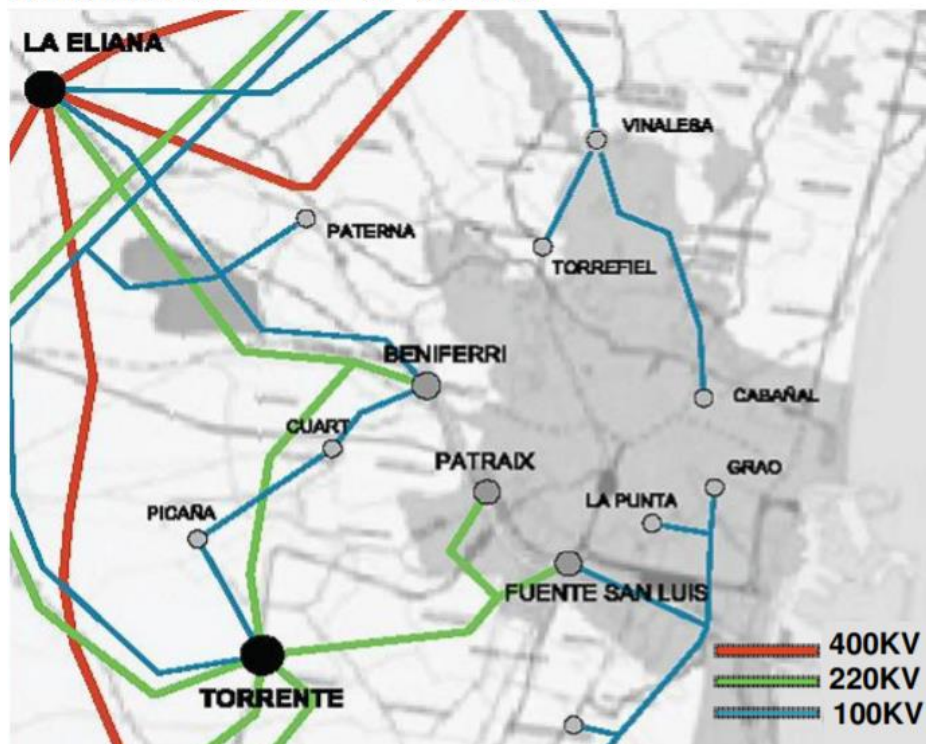 LA ELIANA
VINALESA
PATERNA
TORREFIEL
BENIFERRI
CABAÑAL
CUART
PATRAIX
GRAO
LA PUNTA
PICAÑA
FUENTE SAN LUIS
400KV
220KV
TORRENTE
100KV